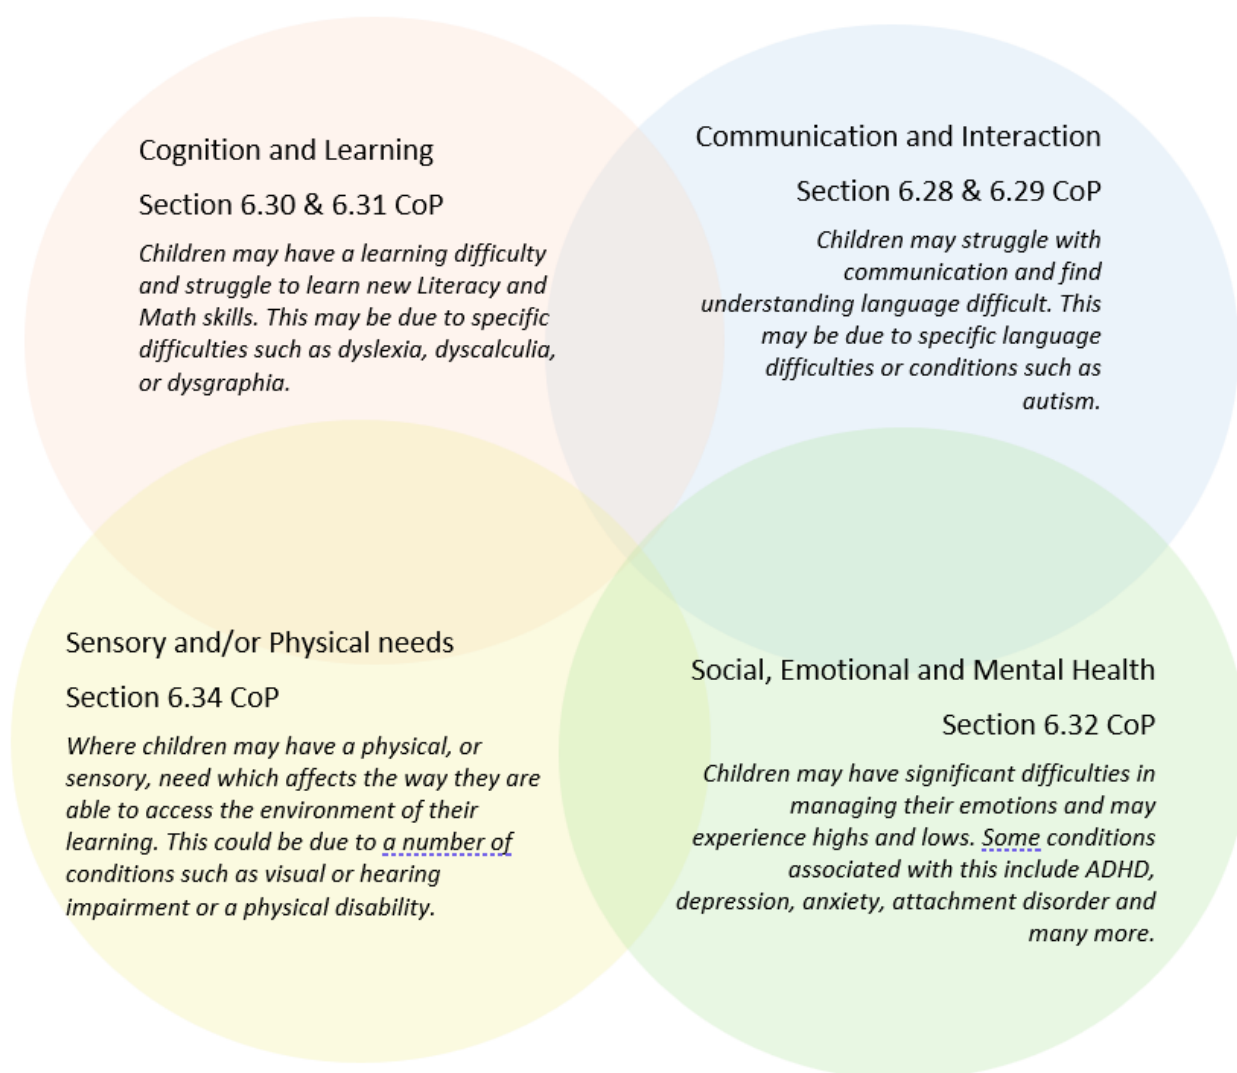 Cognition and Learning
Section 6.30 & 6.31 CoP
Children may have a learning difficulty
and struggle to learn new Literacy and
Math skills. This may be due to specific
difficulties such as dyslexia, dyscalculia,
or dysgraphia.
Communication and Interaction
Section 6.28 & 6.29 CoP
Children may struggle with
communication and find
understanding language difficult. This
may be due to specific language
difficulties or conditions such as
autism.
Sensory and/or Physical needs
Section 6.34 CoP
Where children may have a physical, or
sensory, need which affects the way they are
able to access the environment of their
learning. This could be due to a number of
conditions such as visual or hearing
impairment or a physical disability.
Social, Emotional and Mental Health
Section 6.32 CoP
Children may have significant difficulties in
managing their emotions and may
experience highs and lows. Some conditions
associated with this include ADHD,
depression, anxiety, attachment disorder and
many more.